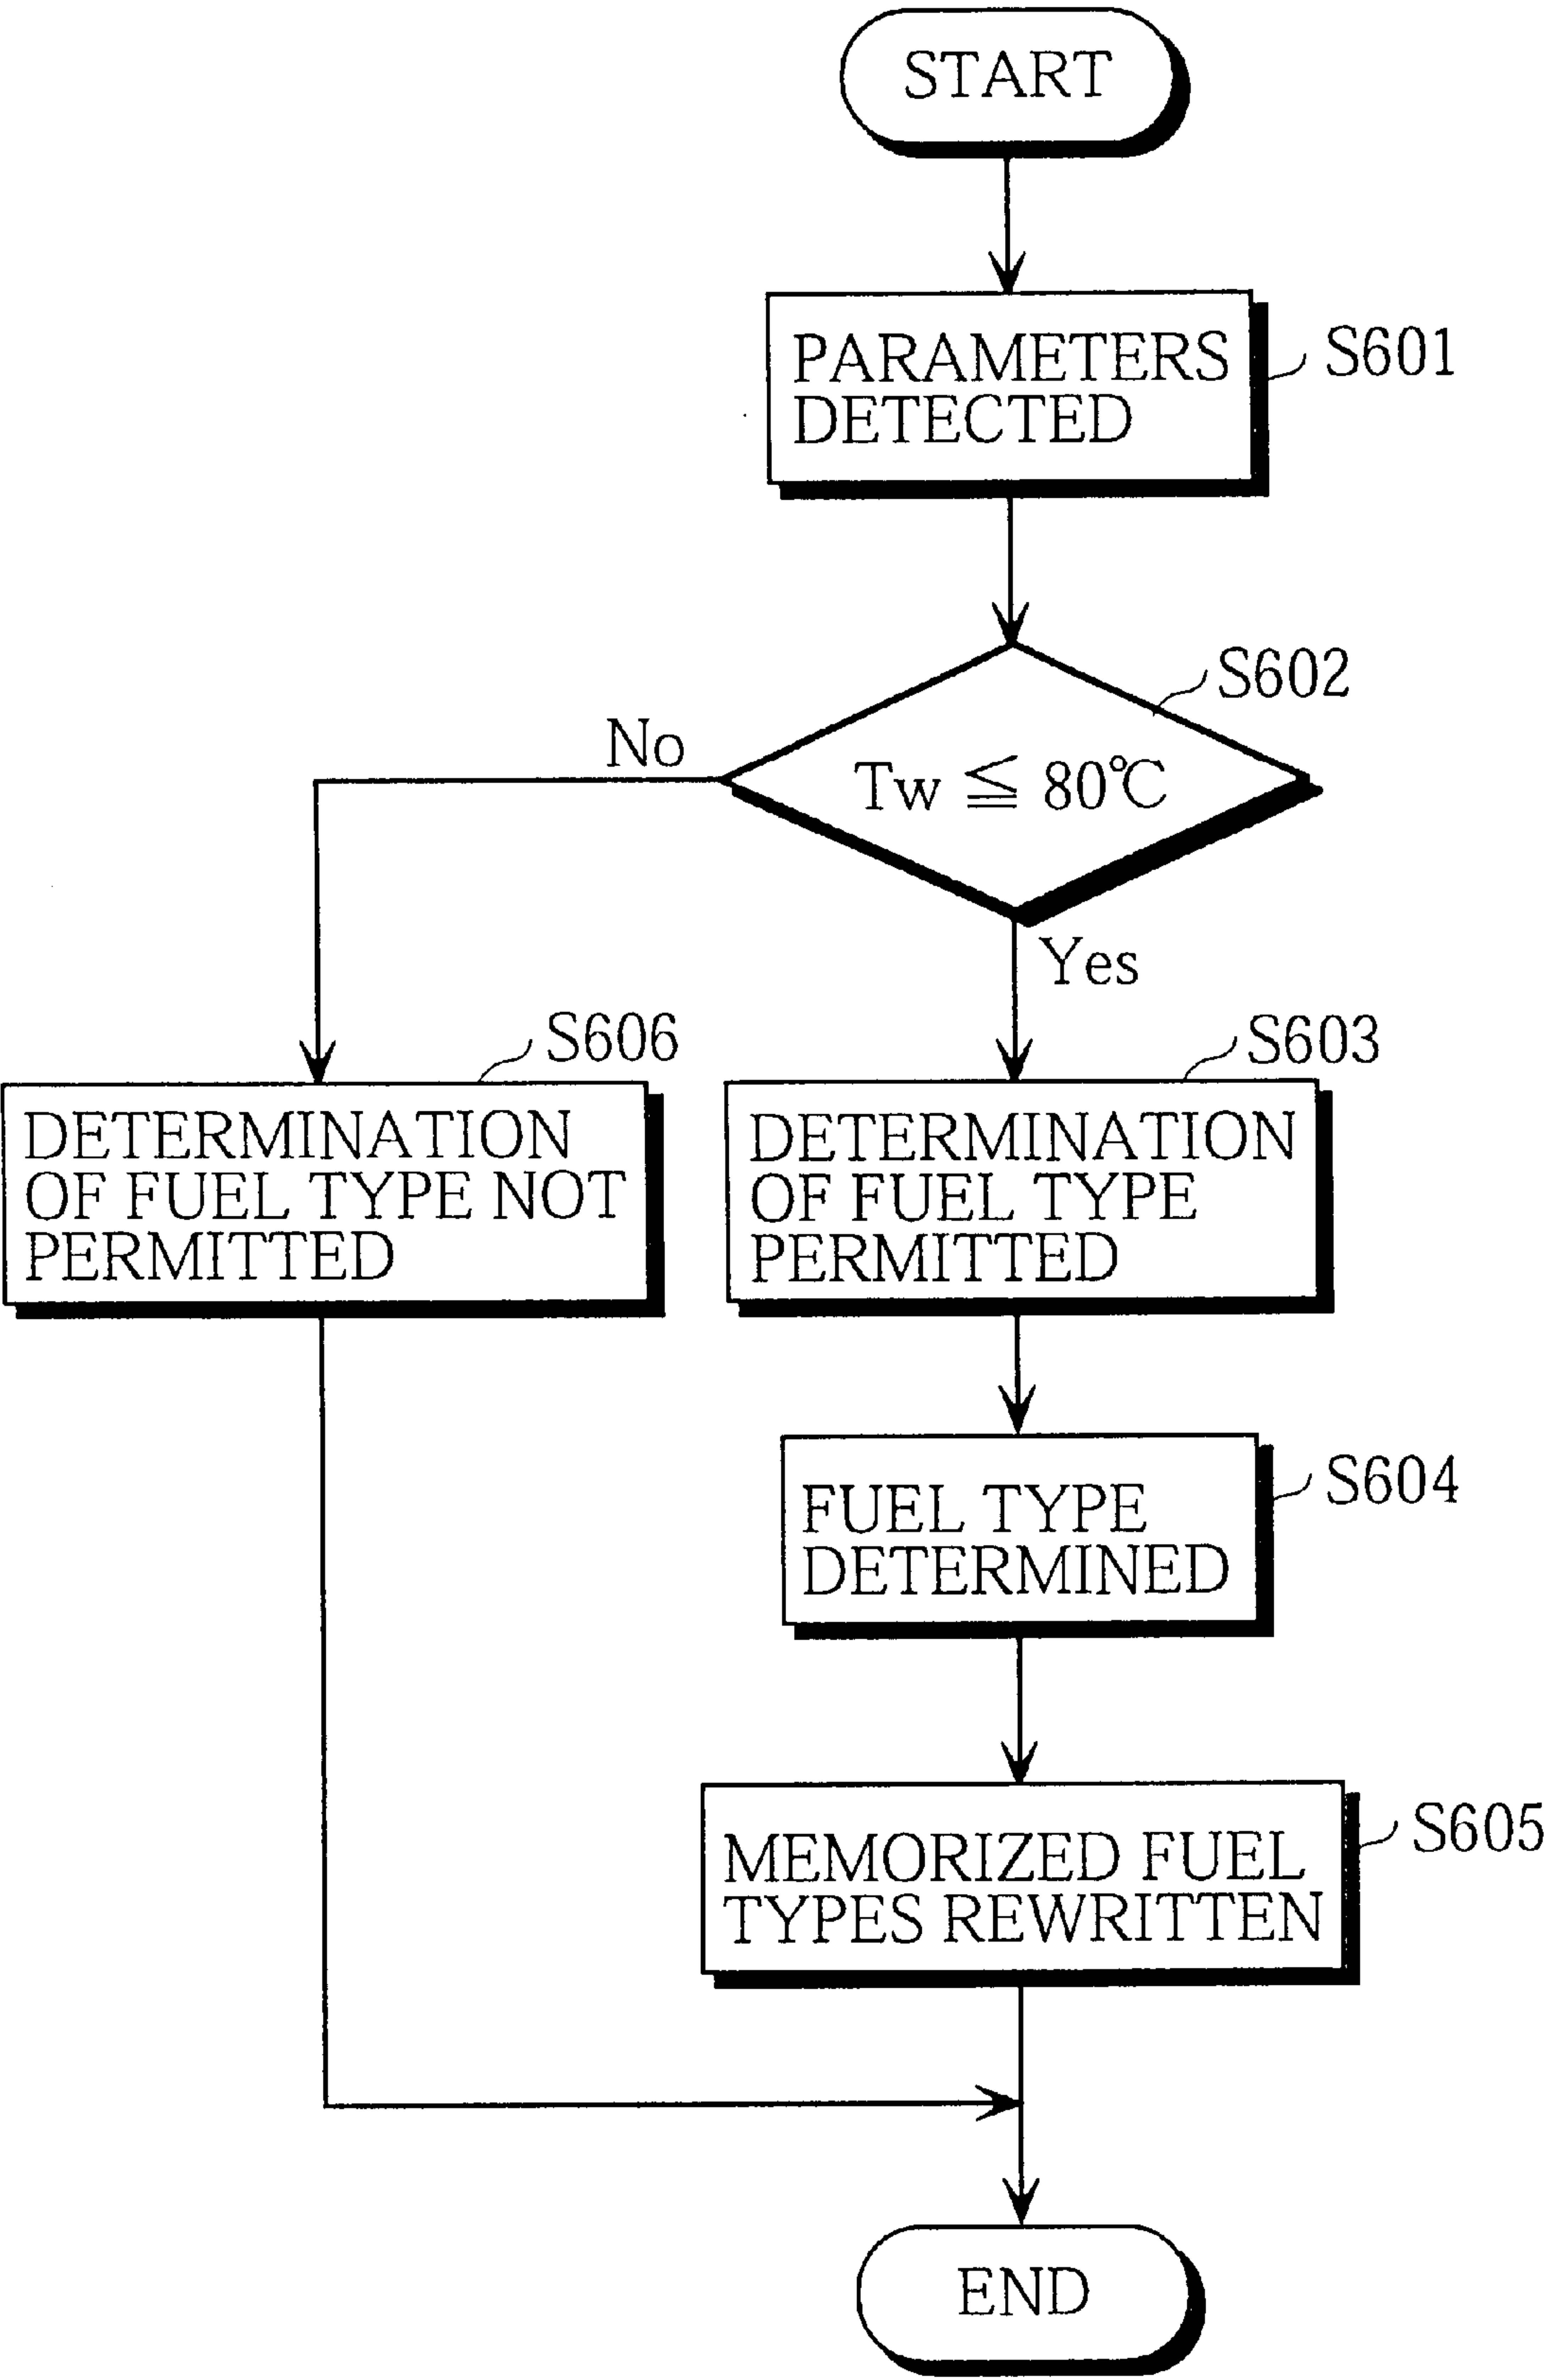 START
PARAMETERS
DETECTED
S601
S602
No
Tw ≦ 80℃
Yes
S606
S603
DETERMINATION
OF FUEL TYPE NOT
PERMITTED
DETERMINATION
OF FUEL TYPE
PERMITTED
FUEL TYPE
DETERMINED
S604
MEMORIZED FUEL
TYPES REWRITTEN
S605
END